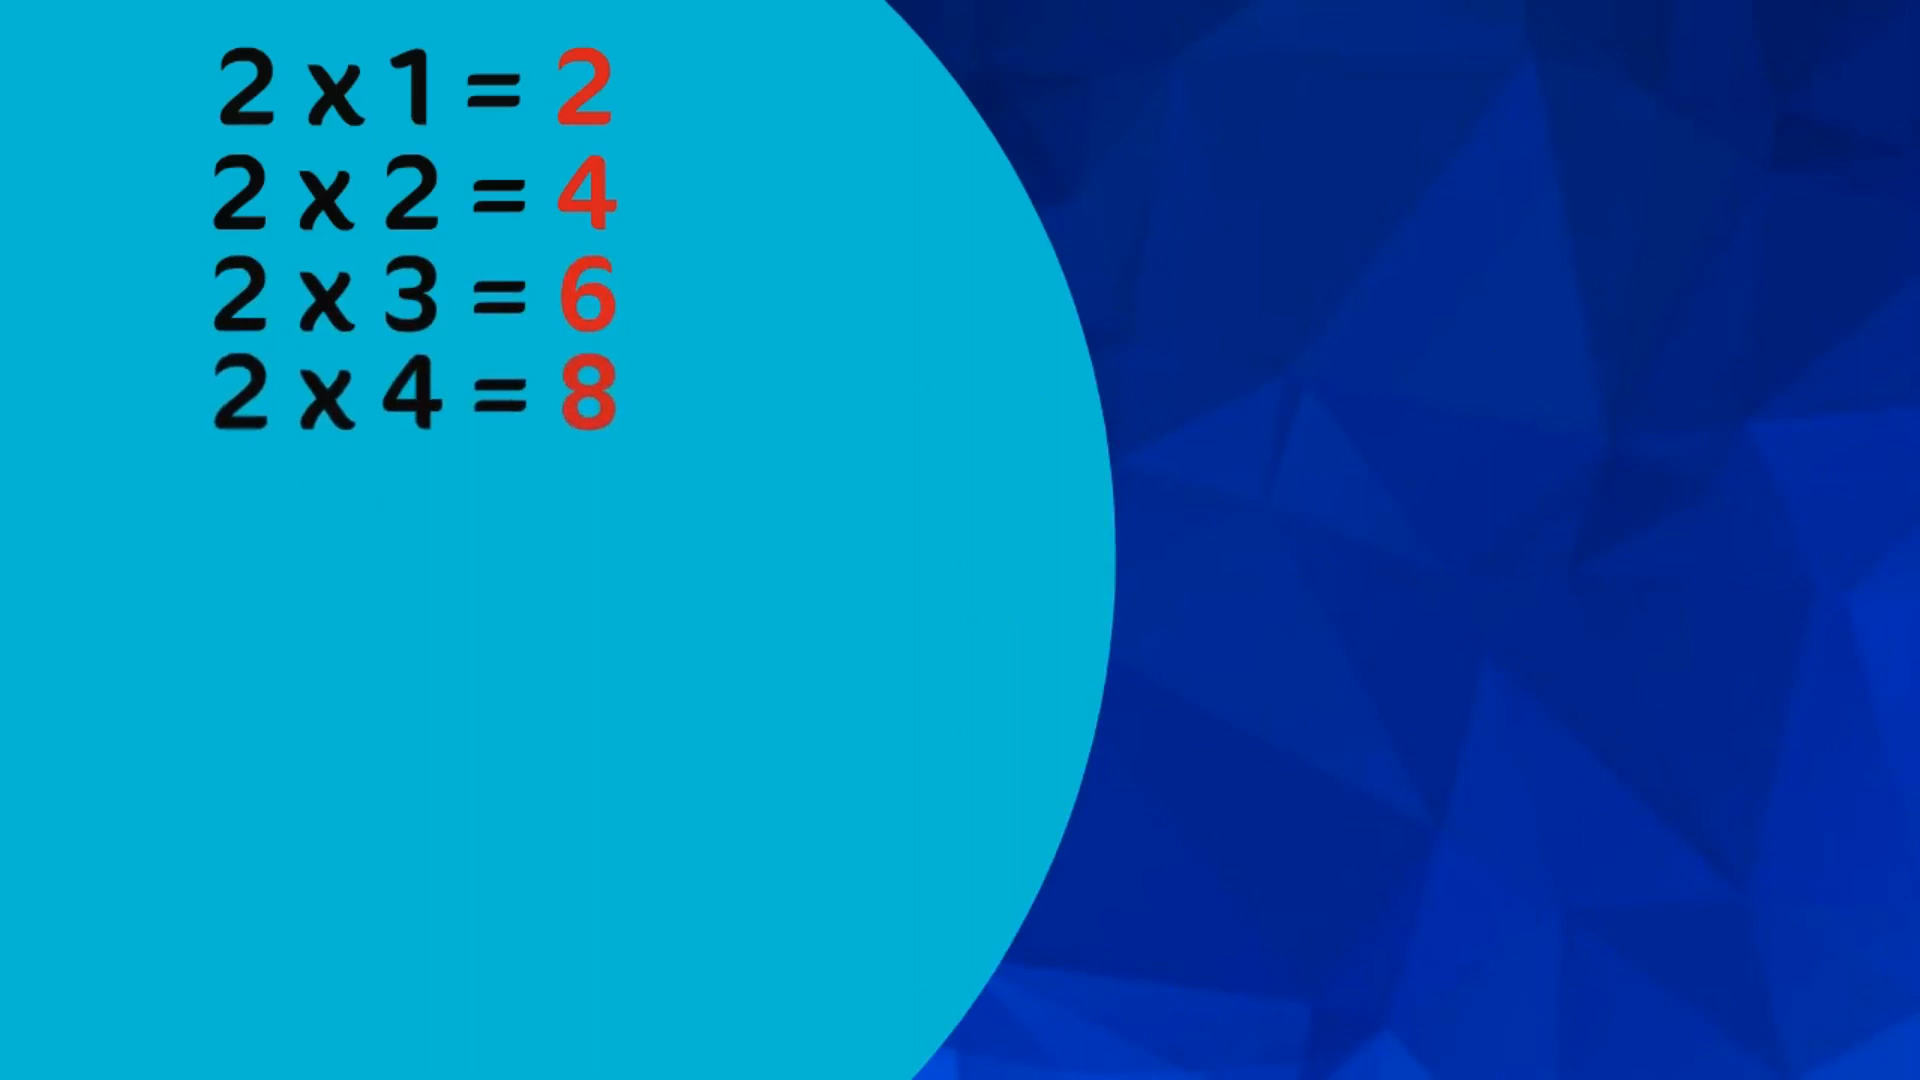 2 x 1 = 2
2 x 2 = 4
2 x 3 = 6
2 x 4 = 8